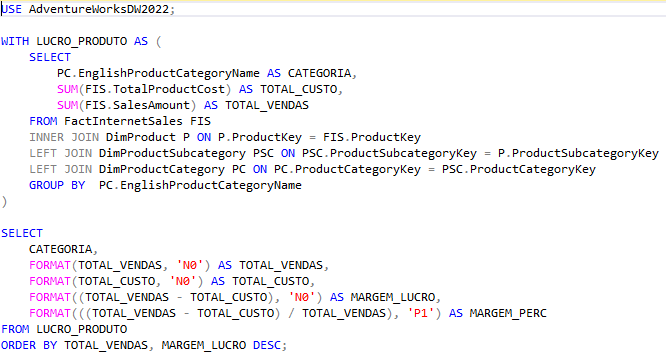 USE AdventureWorksDW2022;
WITH LUCRO_PRODUTO AS (
SELECT
PC.EnglishProductCategoryName AS CATEGORIA,
SUM(FIS.TotalProductCost) AS TOTAL_CUSTO,
SUM(FIS.SalesAmount) AS TOTAL_VENDAS
FROM FactInternetSales FIS
INNER JOIN DimProduct P ON P.ProductKey = FIS.ProductKey
LEFT JOIN DimProductSubcategory PSC ON PSC.ProductSubcategoryKey = P.ProductSubcategoryKey
LEFT JOIN DimProductCategory PC ON PC.ProductCategoryKey = PSC.ProductCategoryKey
GROUP BY  PC.EnglishProductCategoryName
)
SELECT
CATEGORIA,
FORMAT(TOTAL_VENDAS, 'N0') AS TOTAL_VENDAS,
FORMAT(TOTAL_CUSTO, 'N0') AS TOTAL_CUSTO,
FORMAT((TOTAL_VENDAS - TOTAL_CUSTO), 'N0') AS MARGEM_LUCRO,
FORMAT(((TOTAL_VENDAS - TOTAL_CUSTO) / TOTAL_VENDAS), 'P1') AS MARGEM_PERC
FROM LUCRO_PRODUTO
ORDER BY TOTAL_VENDAS, MARGEM_LUCRO DESC;